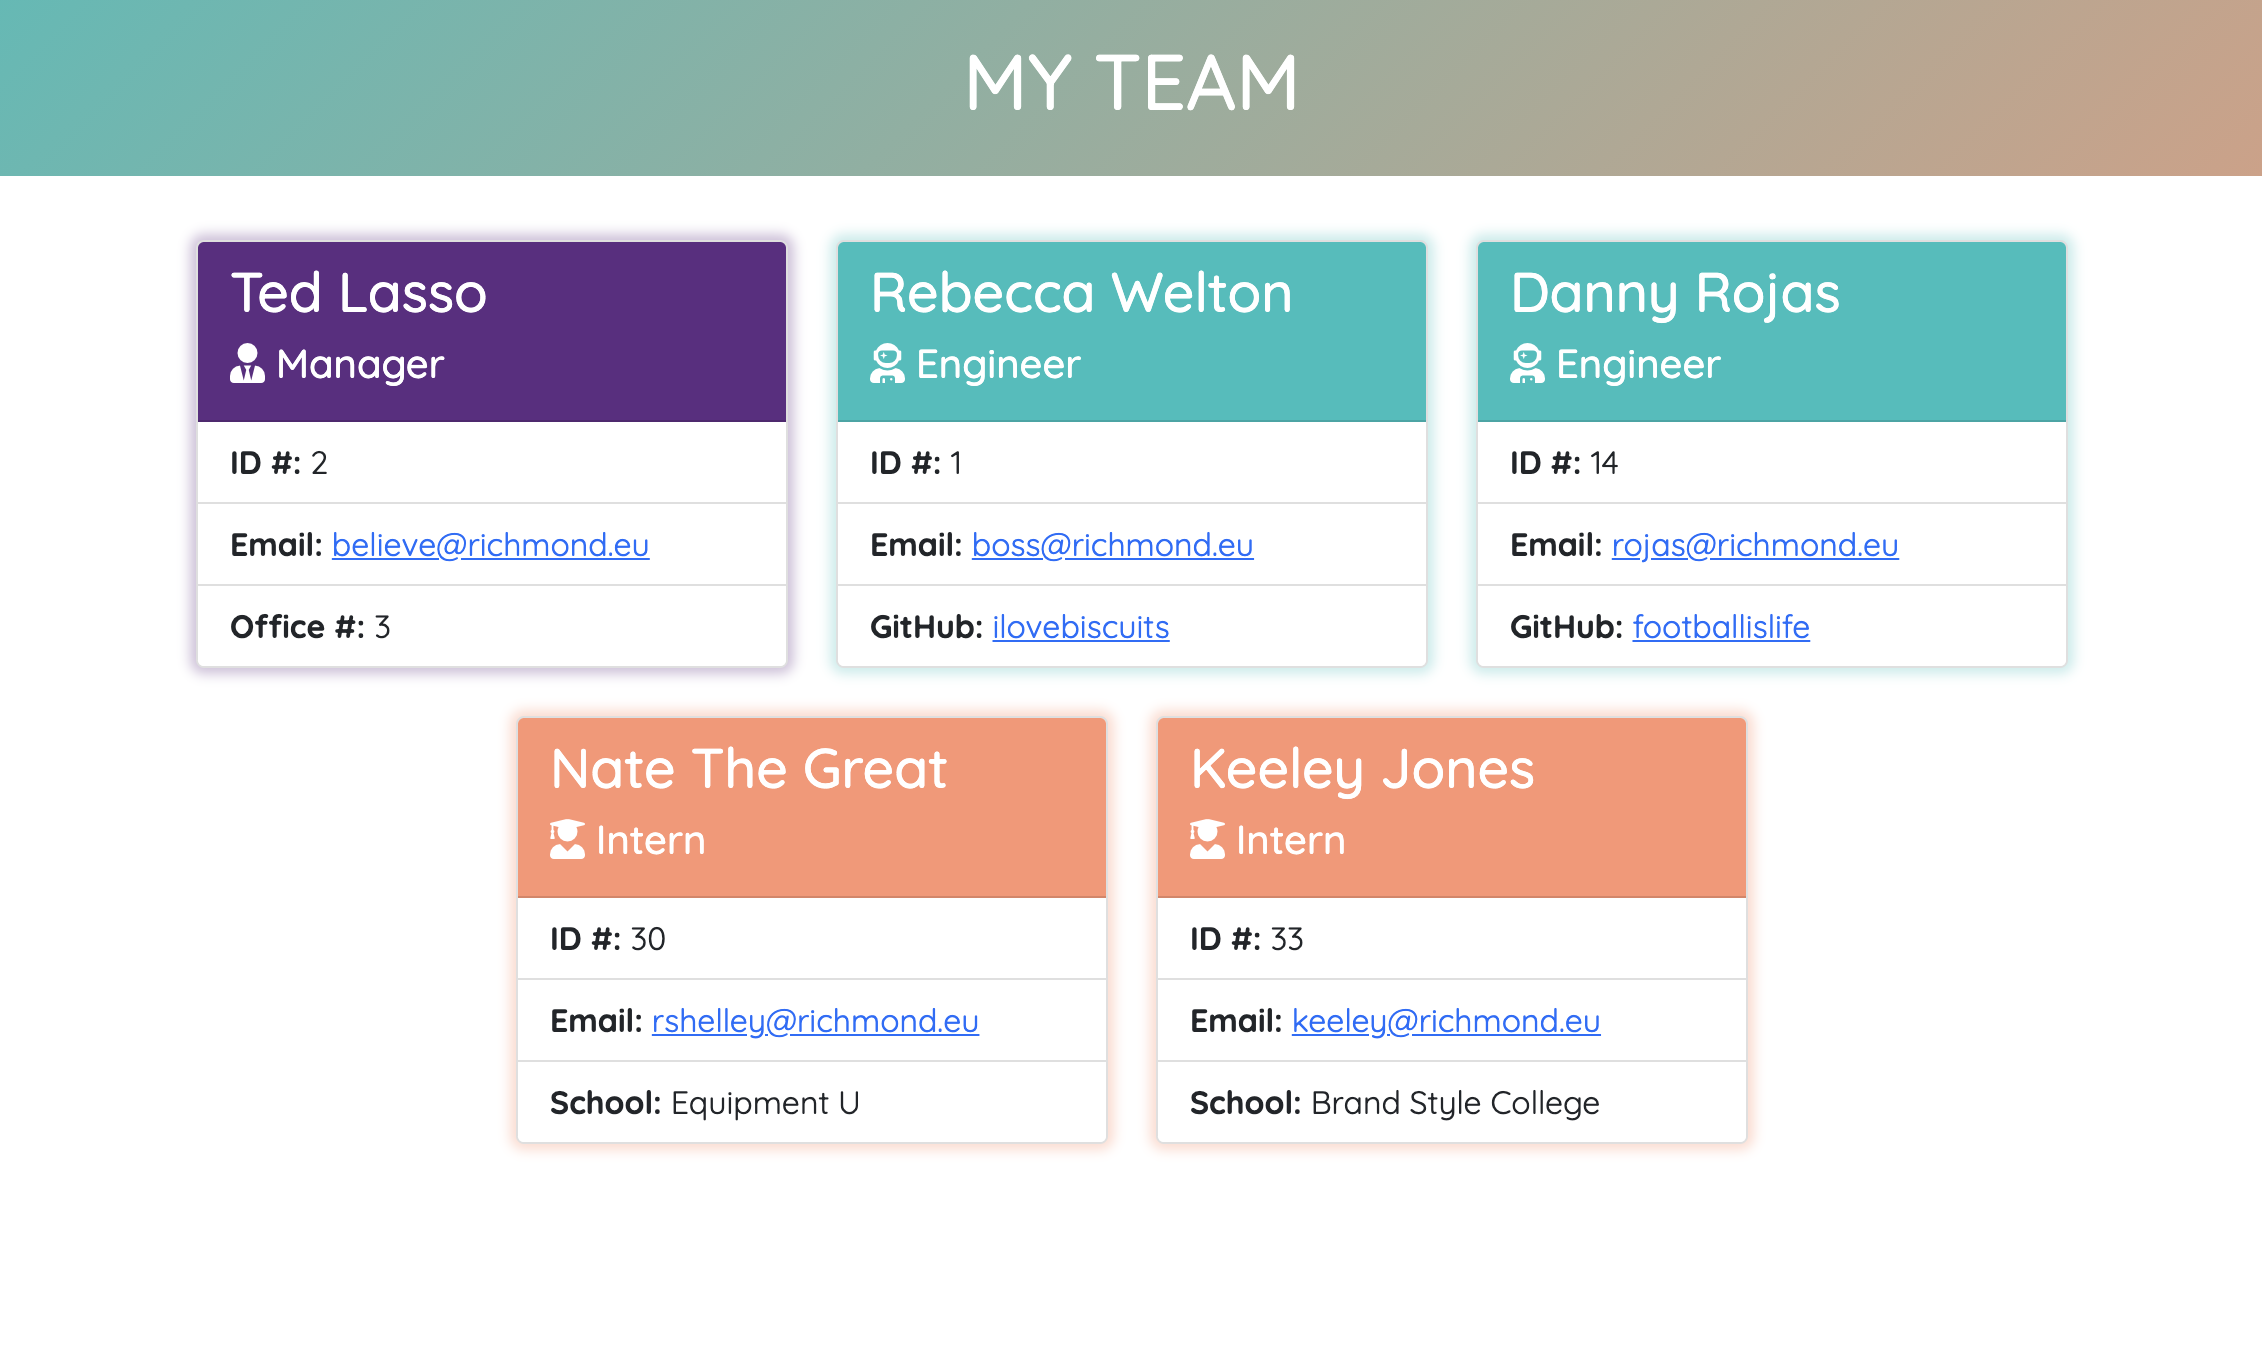 MY TEAM
Ted Lasso
Manager
ID #: 2
Email: believe@richmond.eu
Office #: 3
Rebecca Welton
Engineer
ID #: 1
Email: boss@richmond.eu
GitHub: ilovebiscuits
Danny Rojas
Engineer
ID #: 14
Email: rojas@richmond.eu
GitHub: footballislife
Nate The Great
Intern
ID #: 30
Email: rshelley@richmond.eu
School: Equipment U
Keeley Jones
Intern
ID #: 33
Email: keeley@richmond.eu
School: Brand Style College